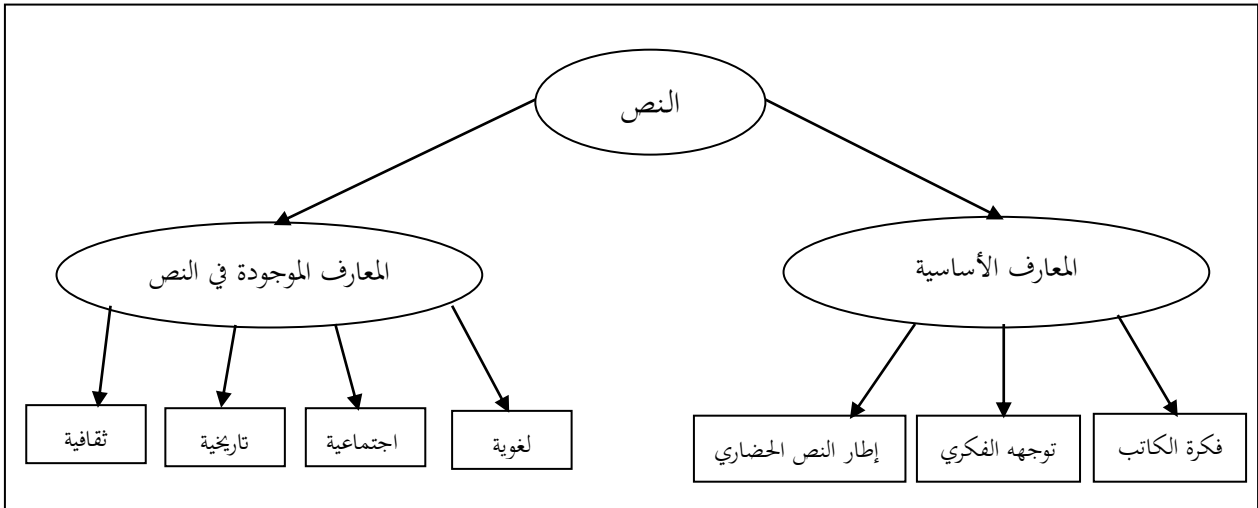 النص
المعارف الأساسية
المعارف الموجودة في النص
فكرة الكاتب
توجهه الفكري
إطار النص الحضاري
لغوية
اجتماعية
تاريخية
ثقافية